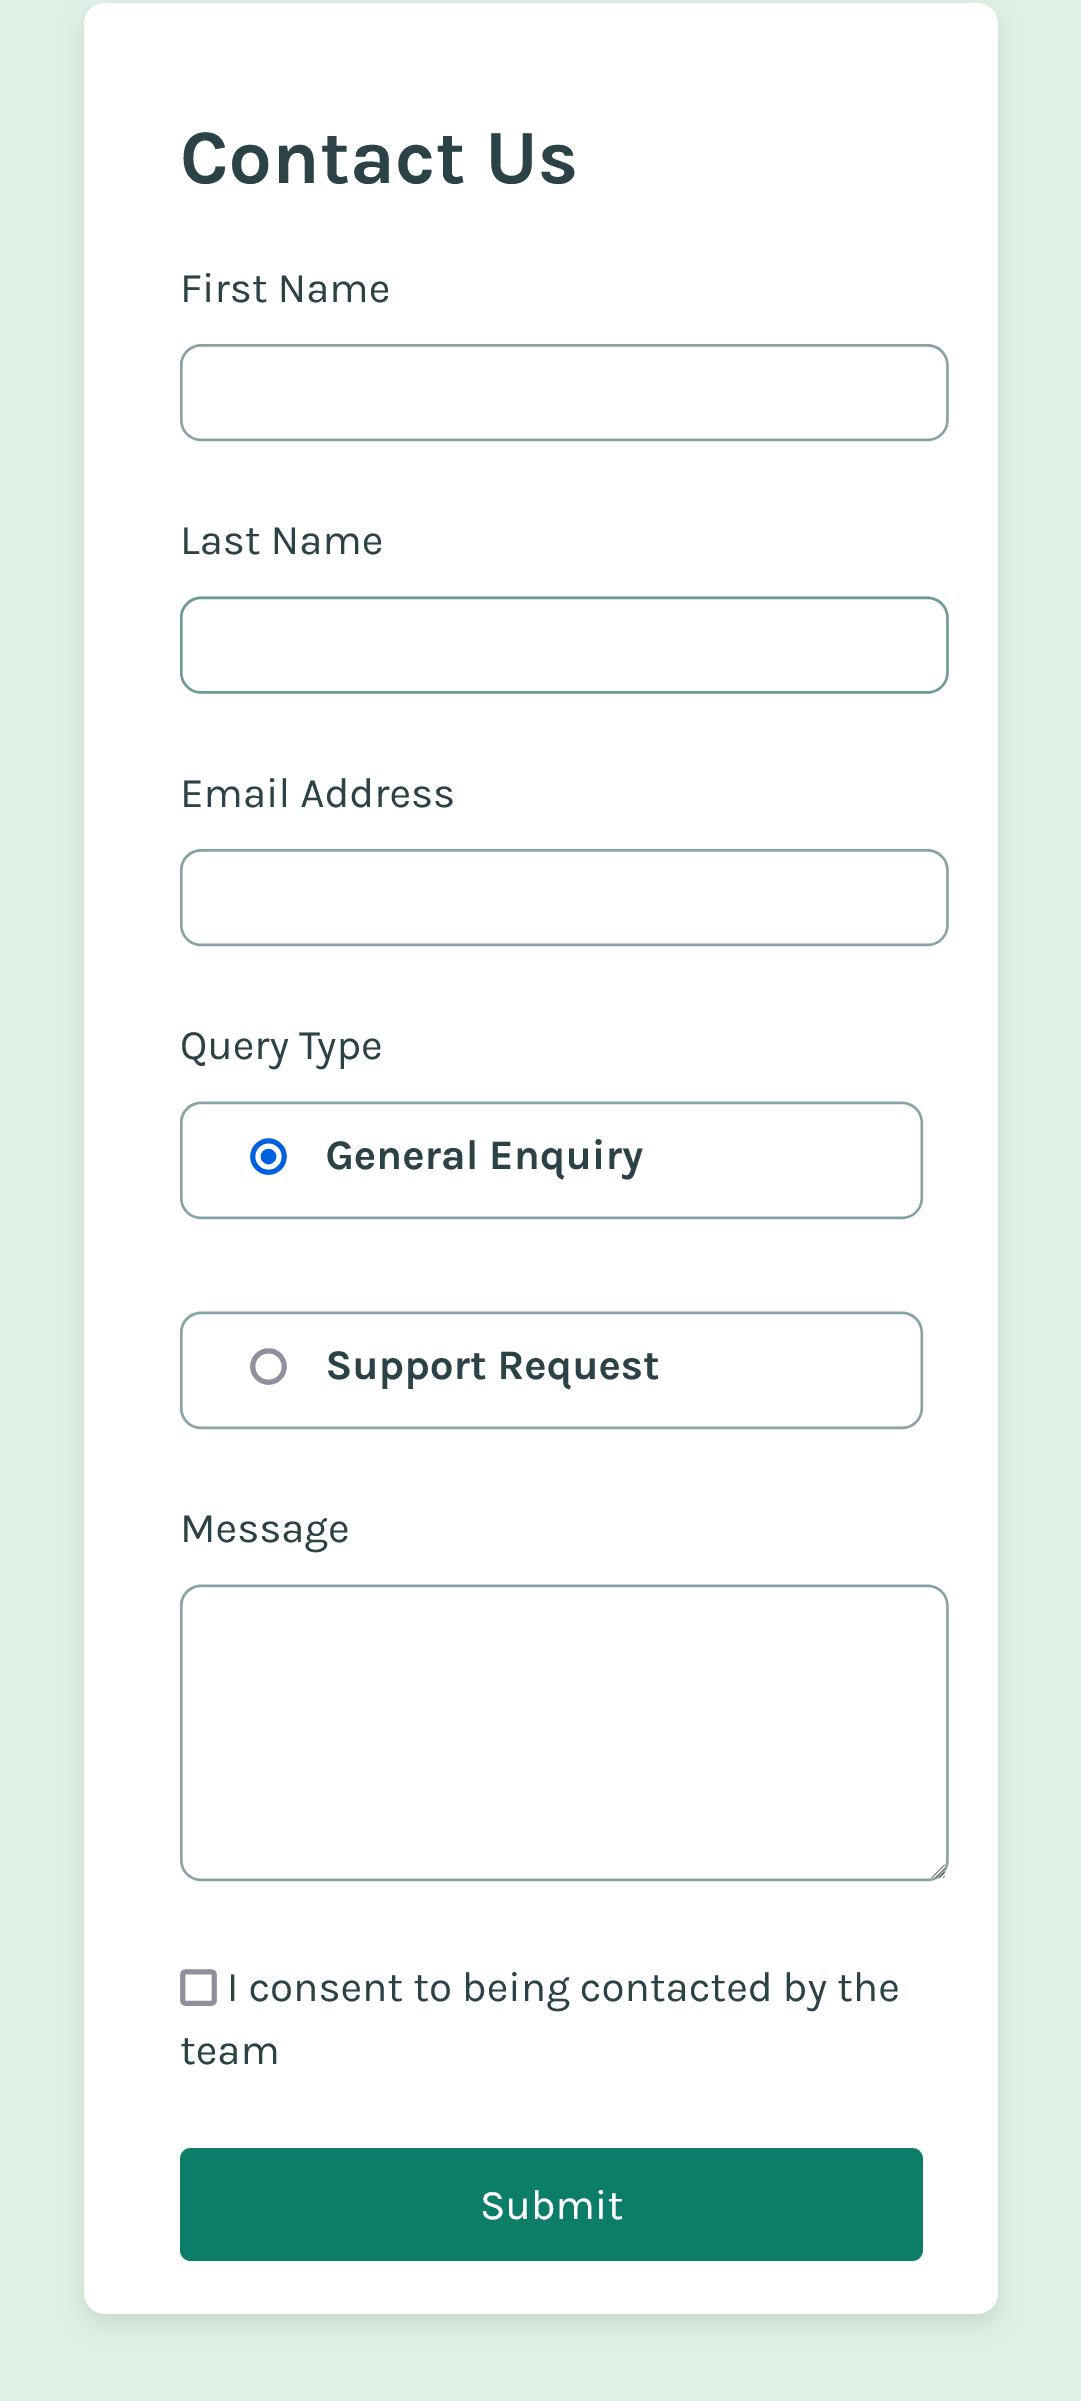 Contact Us
First Name
Last Name
Email Address
Query Type
General Enquiry
Support Request
Message
I consent to being contacted by the
team
Submit